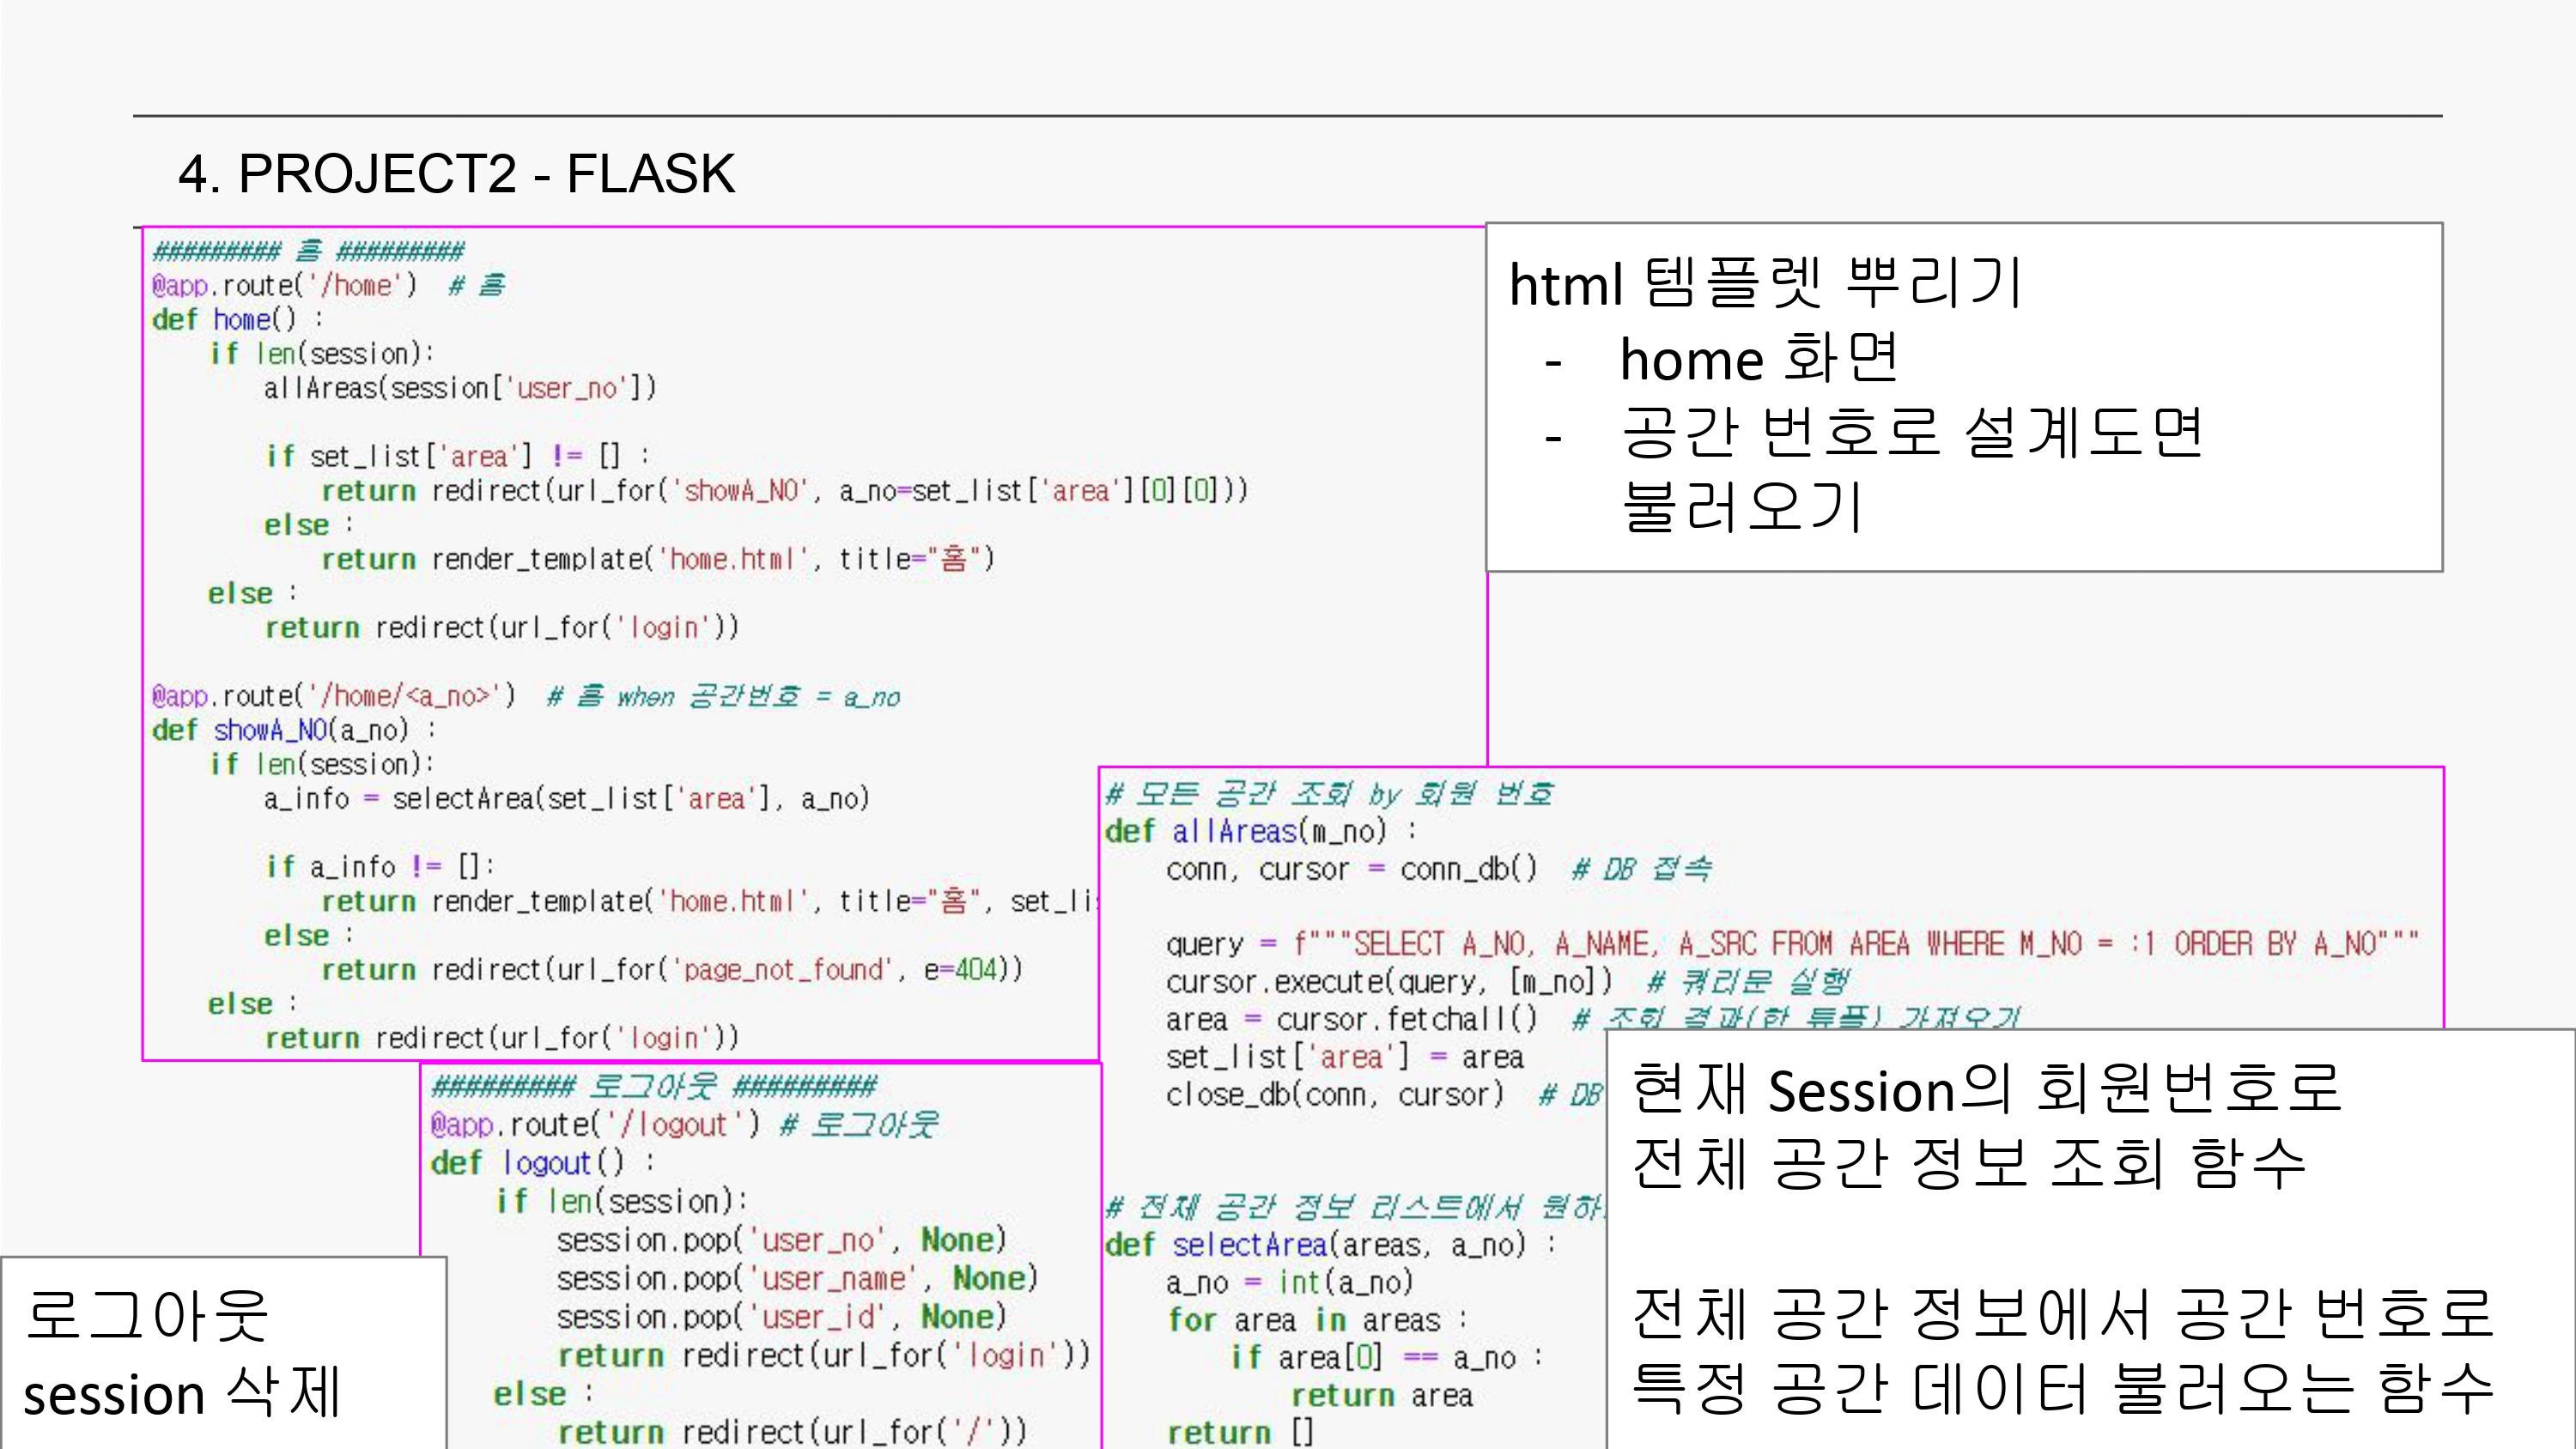 4. PROJECT2 - FLASK
######### 홈 #########
@app.route('/home')  # 홈
def home() :
    if len(session):
        allAreas(session['user_no'])
        if set_list['area'] != [] :
            return redirect(url_for('showA_NO', a_no=set_list['area'][0][0]))
        else :
            return render_template('home.html', title="홈")
    else :
        return redirect(url_for('login'))
@app.route('/home/<a_no>')  # 홈 when 공간번호 = a_no
def showA_NO(a_no) :
    if len(session):
        a_info = selectArea(set_list['area'], a_no)
        if a_info != []:
            return render_template('home.html', title="홈", set_li
        else :
            return redirect(url_for('page_not_found', e=404))
    else :
        return redirect(url_for('login'))
html 템플렛 뿌리기
- home 화면
- 공간 번호로 설계도면
불러오기
# 모든 공간 조회 by 회원 번호
def allAreas(m_no) :
    conn, cursor = conn_db()  # DB 접속
    query = f"""SELECT A_NO, A_NAME, A_SRC FROM AREA WHERE M_NO = :1 ORDER BY A_NO"""
    cursor.execute(query, [m_no])  # 쿼리문 실행
    area = cursor.fetchall()  # 조회 결과(한 튜플) 가져오기
    set_list['area'] = area
    close_db(conn, cursor)  # DB
# 전체 공간 정보 리스트에서 원하
def selectArea(areas, a_no) :
    a_no = int(a_no)
    for area in areas :
        if area[0] == a_no :
            return area
    return []
현재 Session의 회원번호로
전체 공간 정보 조회 함수
전체 공간 정보에서 공간 번호로
특정 공간 데이터 불러오는 함수
######### 로그아웃 #########
@app.route('/logout') # 로그아웃
def logout() :
    if len(session):
        session.pop('user_no', None)
        session.pop('user_name', None)
        session.pop('user_id', None)
        return redirect(url_for('login'))
    else :
        return redirect(url_for('/'))
로그아웃
session 삭제